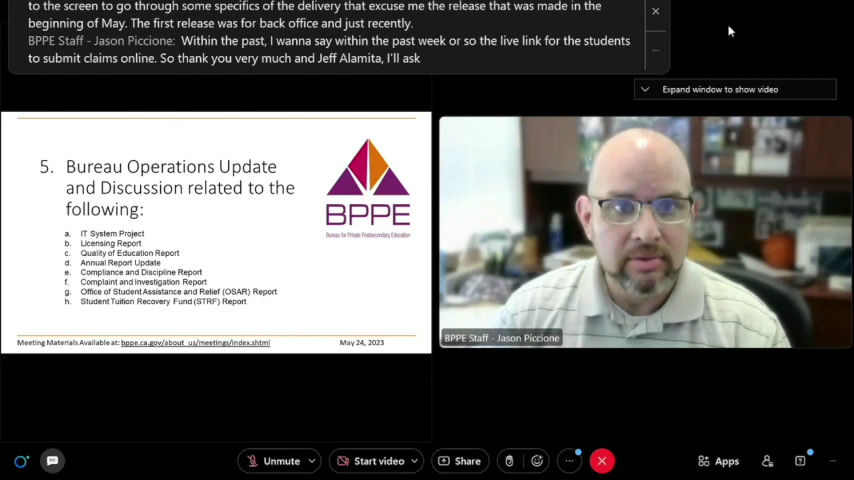 to the screen to go through some specifics of the delivery that excuse me the release that was made in the
beginning of May. The first release was for back office and just recently.
BPPE Staff - Jason Piccione: Within the past, I wanna say within the past week or so the live link for the students
to submit claims online. So thank you very much and Jeff Alamita, I'll ask
Expand window to show video
5. Bureau Operations Update
and Discussion related to the
following:
a. IT System Project
b. Licensing Report
c. Quality of Education Report
d. Annual Report Update
e. Compliance and Discipline Report
f. Complaint and Investigation Report
g. Office of Student Assistance and Relief (OSAR) Report
h. Student Tuition Recovery Fund (STRF) Report
BPPE
Bureau for Private Postsecondary Education
Meeting Materials Available at: bppe.ca.gov/about_us/meetings/index.shtml May 24, 2023
BPPE Staff - Jason Piccione
Unmute Start video Share Apps